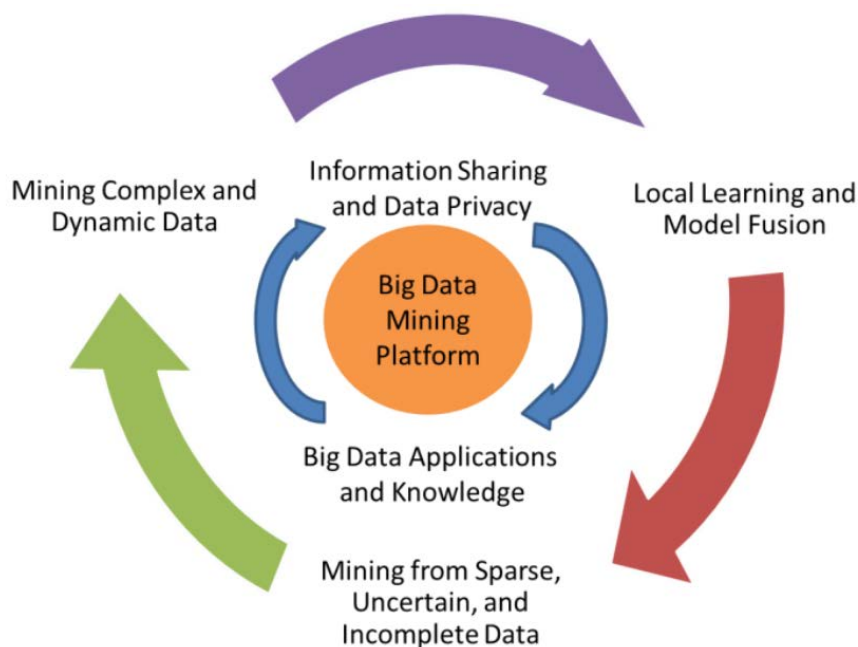 Information Sharing
and Data Privacy
Mining Complex and
Dynamic Data
Local Learning and
Model Fusion
Big Data
Mining
Platform
Big Data Applications
and Knowledge
Mining from Sparse,
Uncertain, and
Incomplete Data